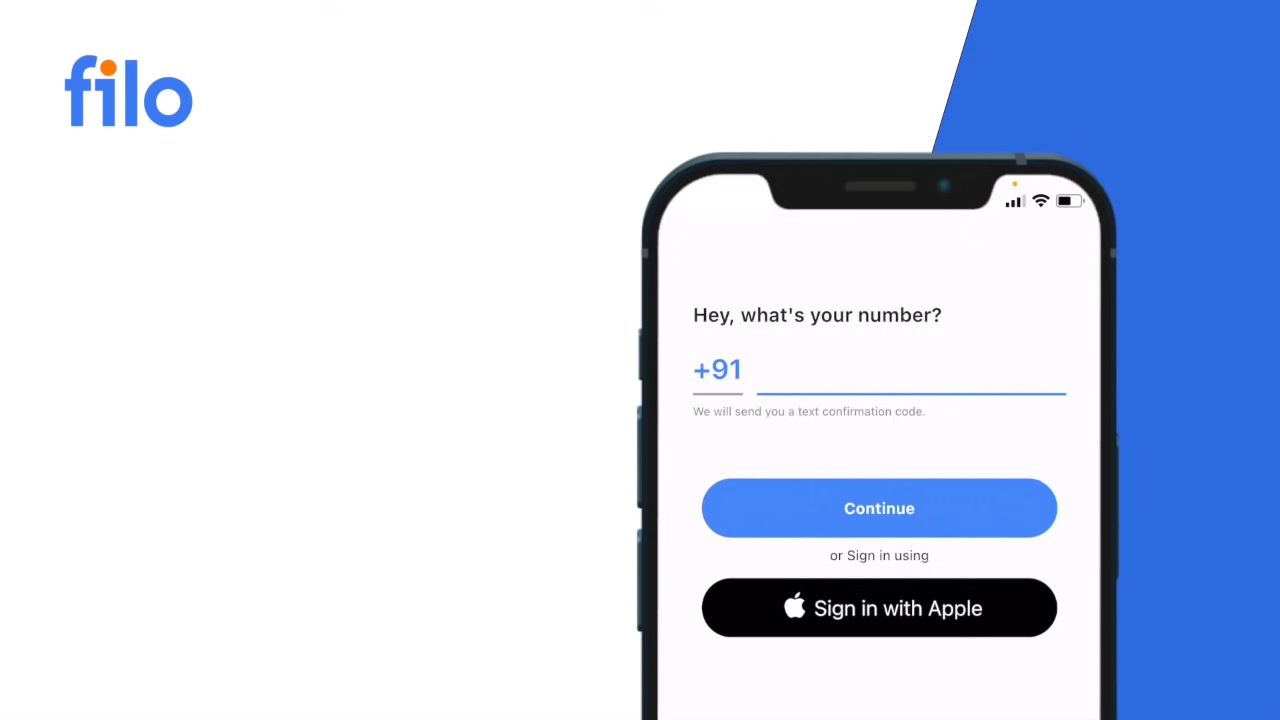 filo
Hey, what's your number?
+91
We will send you a text confirmation code.
Continue
or Sign in using
Sign in with Apple